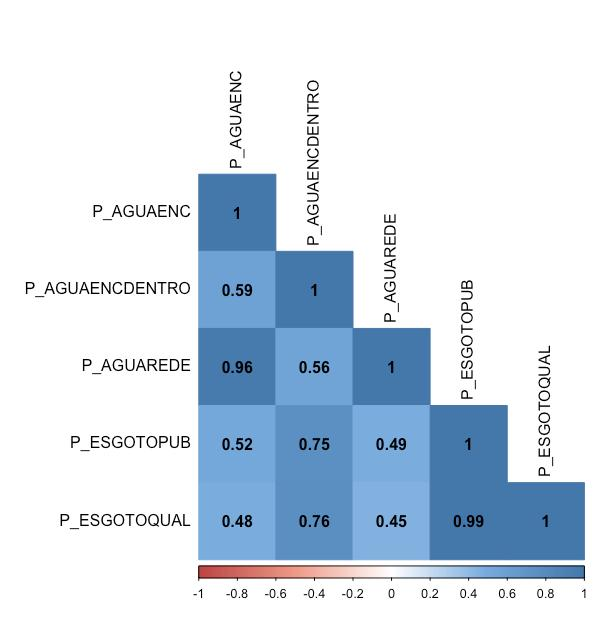 P_AGUAENC
P_AGUAENCDENTRO
P_AGUAREDE
P_ESGOTOPUB
P_ESGOTOQUAL
P_AGUAENC 1
P_AGUAENCDENTRO 0.59 1
P_AGUAREDE 0.96 0.56 1
P_ESGOTOPUB 0.52 0.75 0.49 1
P_ESGOTOQUAL 0.48 0.76 0.45 0.99 1
-1 -0.8 -0.6 -0.4 -0.2 0 0.2 0.4 0.6 0.8 1